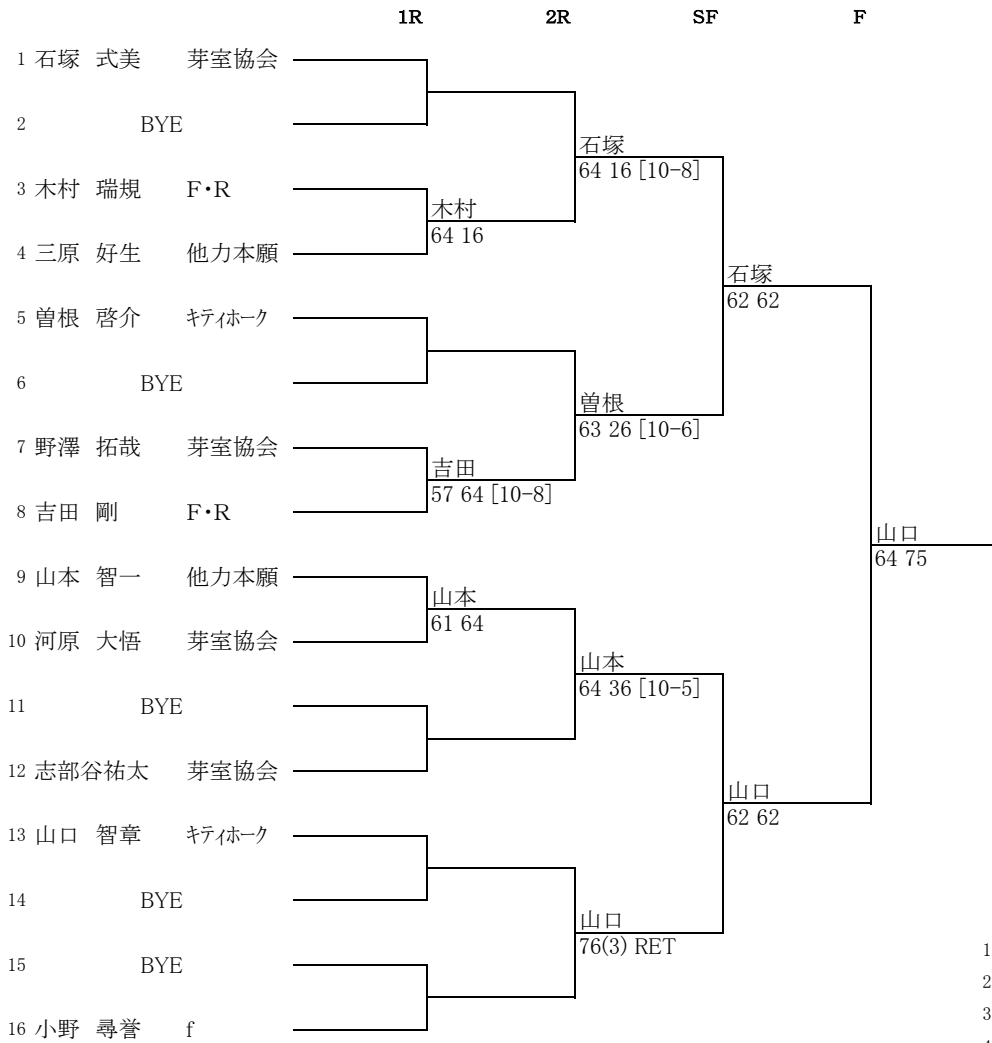 1R 2R SF F
1 石塚 式美 芽室協会
2 BYE
石塚
3 木村 瑞規 F・R 64 16 [10-8]
木村
64 16
4 三原 好生 他力本願
石塚
62 62
5 曽根 啓介 キティホーク
6 BYE
曽根
63 26 [10-6]
7 野澤 拓哉 芽室協会
吉田
57 64 [10-8]
8 吉田 剛 F・R
山口
64 75
9 山本 智一 他力本願
山本
61 64
10 河原 大悟 芽室協会
山本
64 36 [10-5]
11 BYE
12 志部谷祐太 芽室協会
山口
62 62
13 山口 智章 キティホーク
14 BYE
山口
76(3) RET
15 BYE
1
2
3
16 小野 尋誉 f